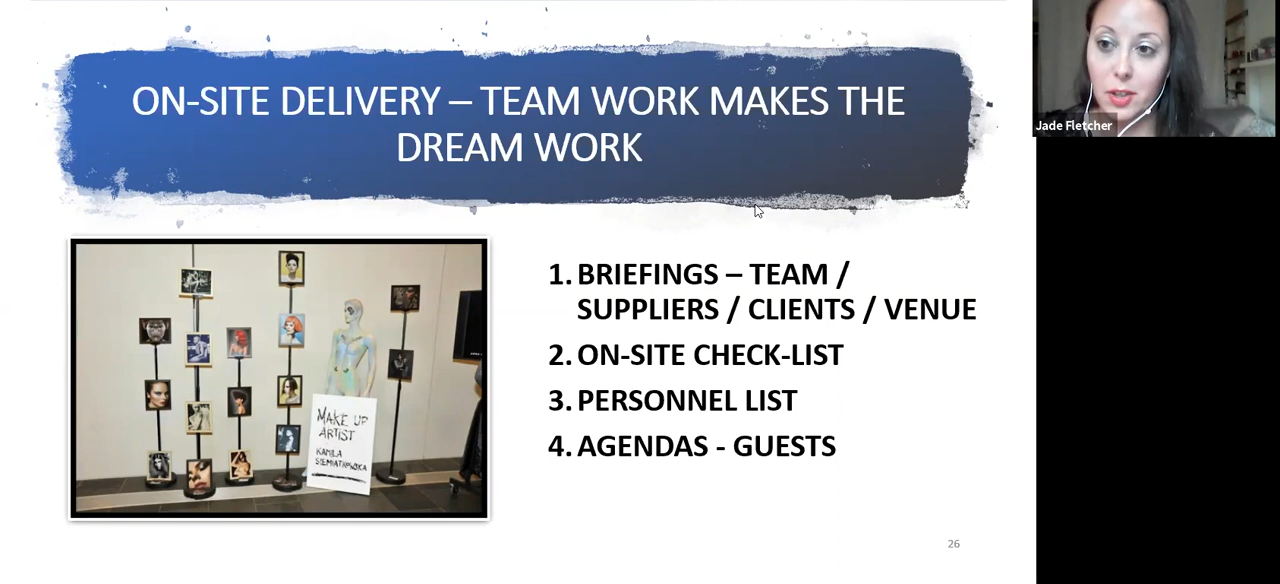 ON-SITE DELIVERY – TEAM WORK MAKES THE
DREAM WORK
Jade Fletcher
1. BRIEFINGS – TEAM /
SUPPLIERS / CLIENTS / VENUE
2. ON-SITE CHECK-LIST
3. PERSONNEL LIST
4. AGENDAS - GUESTS
MAKE UP
ARTIST
KAMILA
SIEMIATKOWSKA
26